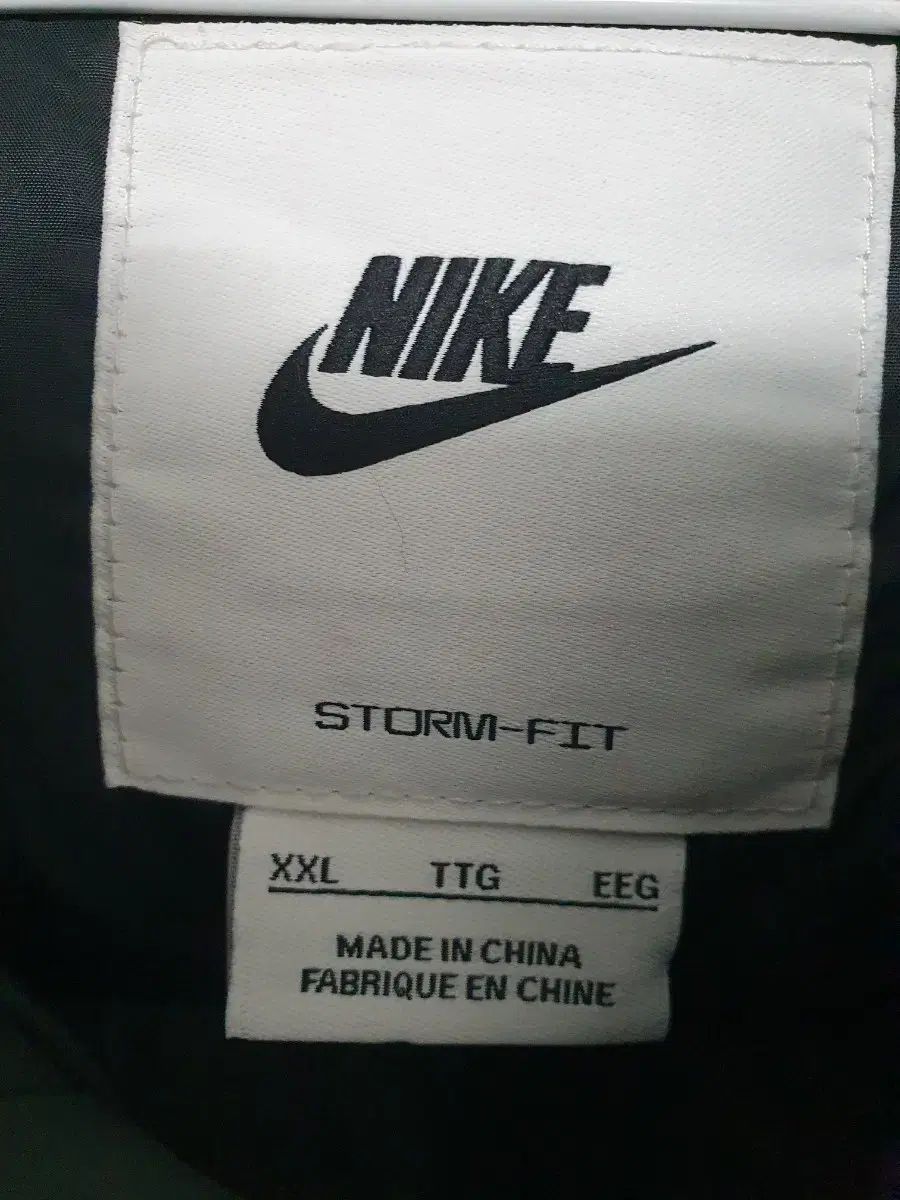 NIKE
STORM-FIT
XXL TTG EEG
MADE IN CHINA
FABRIQUE EN CHINE